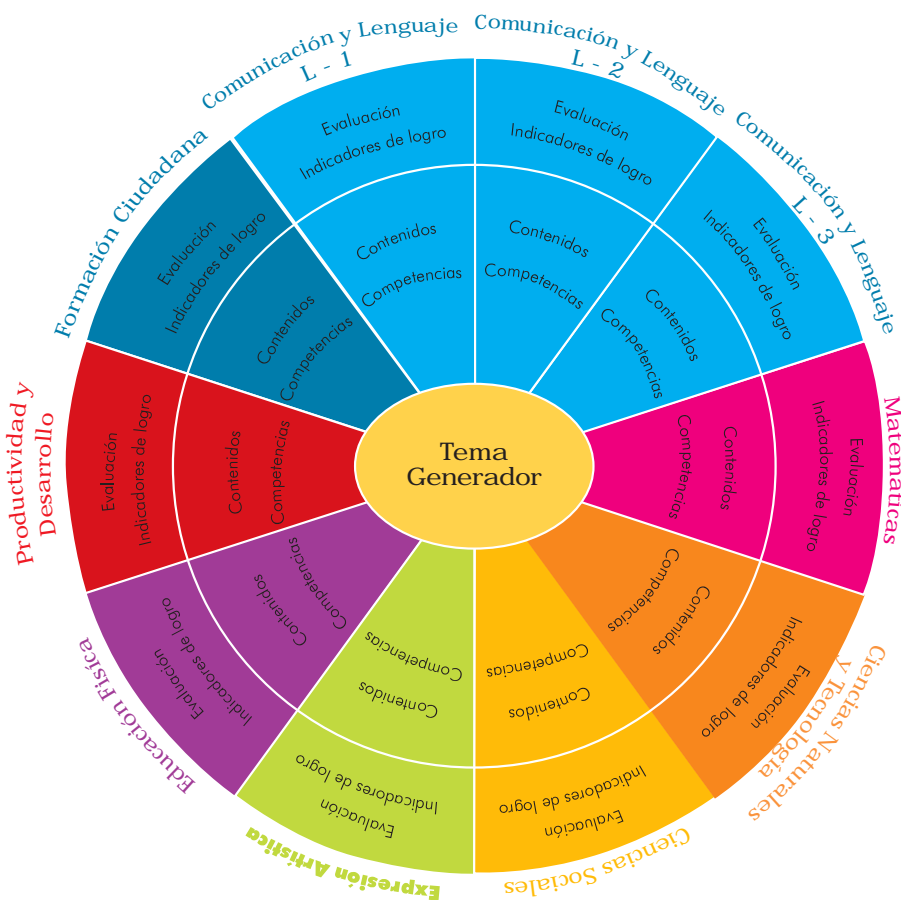 Comunicación y Lenguaje
L - 1
Evaluación
Indicadores de logro
Contenidos
Competencias
Comunicación y Lenguaje
L - 2
Evaluación
Indicadores de logro
Contenidos
Competencias
Comunicación y Lenguaje
L - 3
Evaluación
Indicadores de logro
Contenidos
Competencias
Matematicas
Evaluación
Indicadores de logro
Contenidos
Competencias
Ciencias Naturales
y Tecnología
Evaluación
Indicadores de logro
Contenidos
Competencias
Ciencias Sociales
Evaluación
Indicadores de logro
Contenidos
Competencias
Expresión Artistica
Evaluación
Indicadores de logro
Contenidos
Competencias
Educación Fisica
Evaluación
Indicadores de logro
Contenidos
Competencias
Productividad y
Desarrollo
Evaluación
Indicadores de logro
Contenidos
Competencias
Formación Ciudadana
Evaluación
Indicadores de logro
Contenidos
Competencias
Tema
Generador